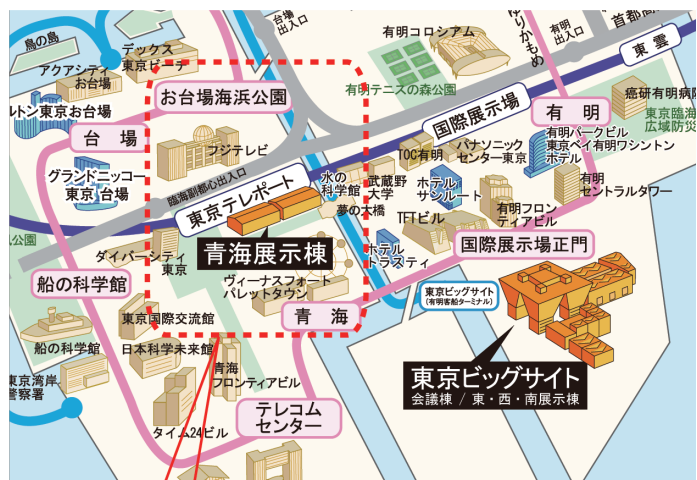 鳥の島
デックス
東京ビーチ
アクアシティ
お台場
お台場海浜公園
ルトン東京お台場
台場
フジテレビ
グランドニッコー
東京 台場
臨海副都心出入口
東京テレポート
青海展示棟
公園
ダイバーシティ
東京
船の科学館
ヴィーナスフォート
パレットタウン
青海
東京国際交流館
船の科学館
日本科学未来館
東京湾岸
警察署
青海
フロンティアビル
テレコム
センター
タイム24ビル
台場
出入口
有明コロシアム
有明テニスの森公園
りかもめ
有明
出入口
首都高
東雲
国際展示場
有明
癌研有明病院
東京臨海
広域防災
TOC有明
パナソニック
センター東京
有明パークビル
東京ベイ有明ワシントン
ホテル
水の
科学館
武蔵野
大学
夢の大橋
ホテル
サンルート
有明フロン
ティアビル
有明
セントラルタワー
TFTビル
国際展示場正門
ホテル
トラスティ
東京ビッグサイト
(有明客船ターミナル)
東京ビッグサイト
会議棟 / 東・西・南展示棟